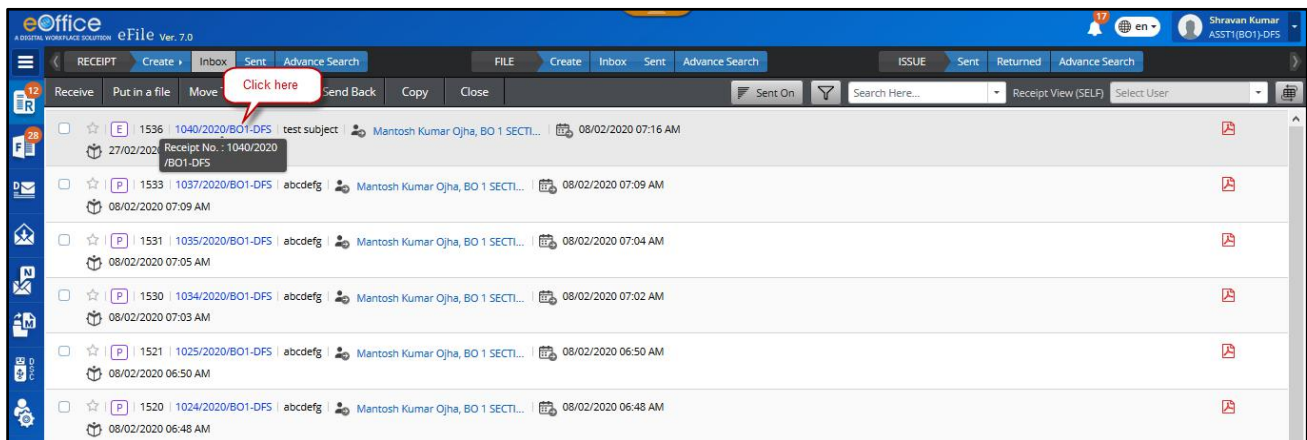 eOffice
A DIGITAL WORKPLACE SOLUTION eFile Ver. 7.0
17 en Shravan Kumar
ASST1(BO1)-DFS
RECEIPT Create Inbox Sent Advance Search FILE Create Inbox Sent Advance Search ISSUE Sent Returned Advance Search
12 R Receive Put in a file Move Click here Send Back Copy Close Sent On Search Here... Receipt View (SELF) Select User
E 1536 1040/2020/BO1-DFS test subject Mantosh Kumar Ojha, BO 1 SECTI... 08/02/2020 07:16 AM
28 F 27/02/202 Receipt No. : 1040/2020
/BO1-DFS
D P 1533 1037/2020/BO1-DFS abcdefg Mantosh Kumar Ojha, BO 1 SECTI... 08/02/2020 07:09 AM
08/02/2020 07:09 AM
P 1531 1035/2020/BO1-DFS abcdefg Mantosh Kumar Ojha, BO 1 SECTI... 08/02/2020 07:04 AM
08/02/2020 07:05 AM
N P 1530 1034/2020/BO1-DFS abcdefg Mantosh Kumar Ojha, BO 1 SECTI... 08/02/2020 07:02 AM
M 08/02/2020 07:03 AM
DSC P 1521 1025/2020/BO1-DFS abcdefg Mantosh Kumar Ojha, BO 1 SECTI... 08/02/2020 06:50 AM
08/02/2020 06:50 AM
P 1520 1024/2020/BO1-DFS abcdefg Mantosh Kumar Ojha, BO 1 SECTI... 08/02/2020 06:48 AM
08/02/2020 06:48 AM